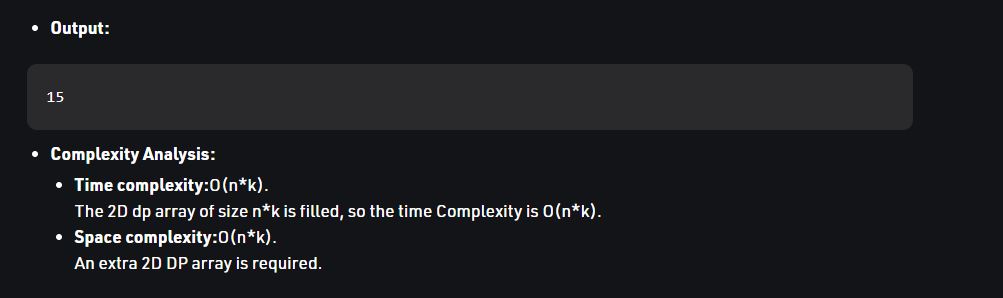 Output:
15
Complexity Analysis:
Time complexity:O(n*k).
The 2D dp array of size n*k is filled, so the time Complexity is O(n*k).
Space complexity:O(n*k).
An extra 2D DP array is required.